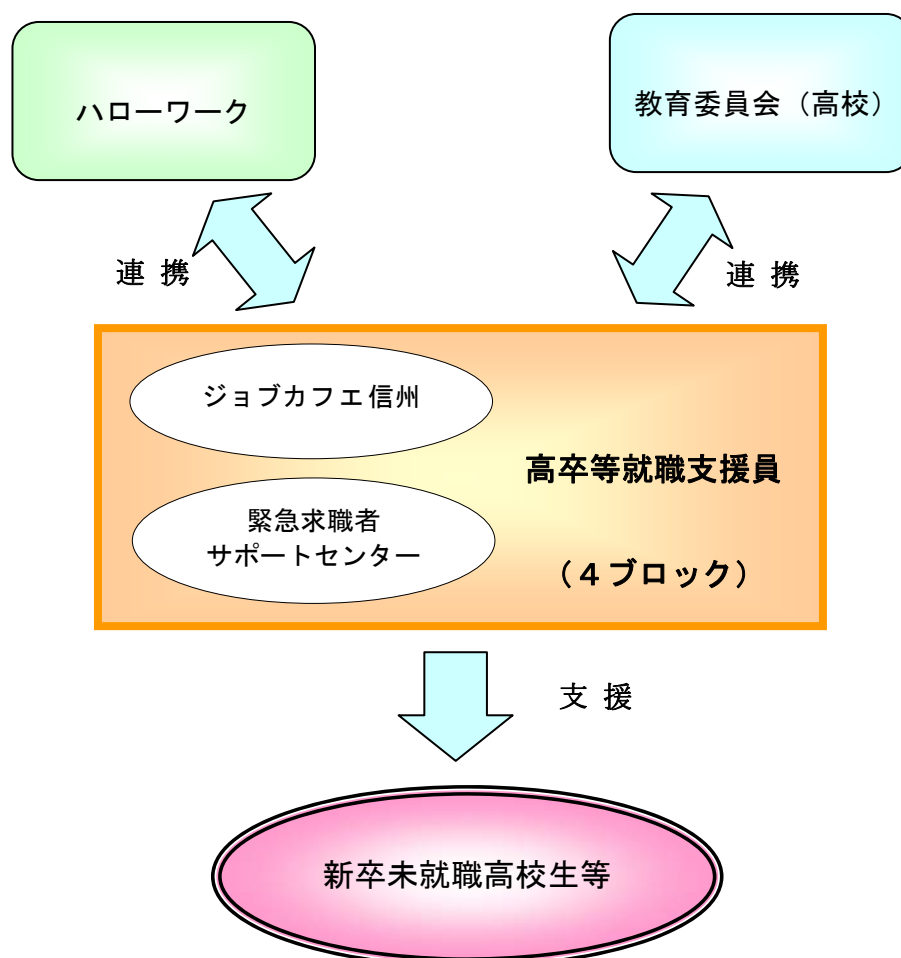 ハローワーク
教育委員会（高校）
連 携
連 携
ジョブカフェ信州
高卒等就職支援員
緊急求職者
サポートセンター
（４ブロック）
支 援
新卒未就職高校生等